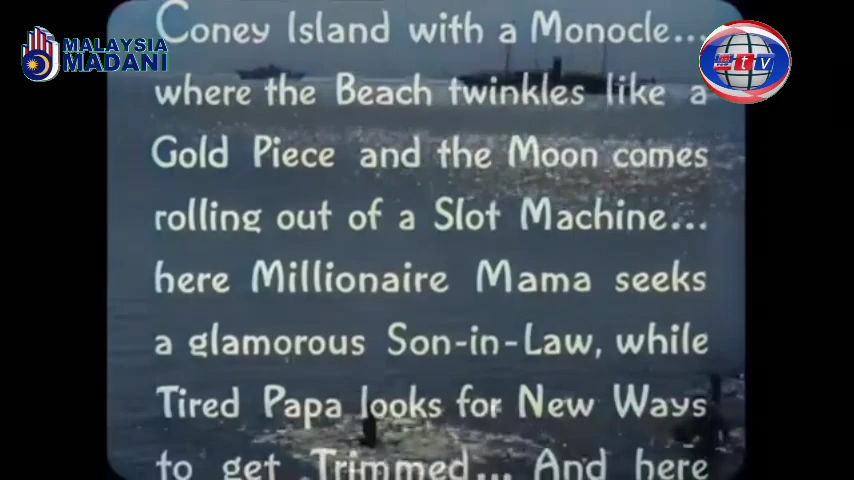 Coney Island with a Monocle...
MALAYSIA
MADANI
tv
where the Beach twinkles like a
Gold Piece and the Moon comes
rolling out of a Slot Machine...
here Millionaire Mama seeks
a glamorous Son-in-Law, while
Tired Papa looks for New Ways
to get Trimmed... And here